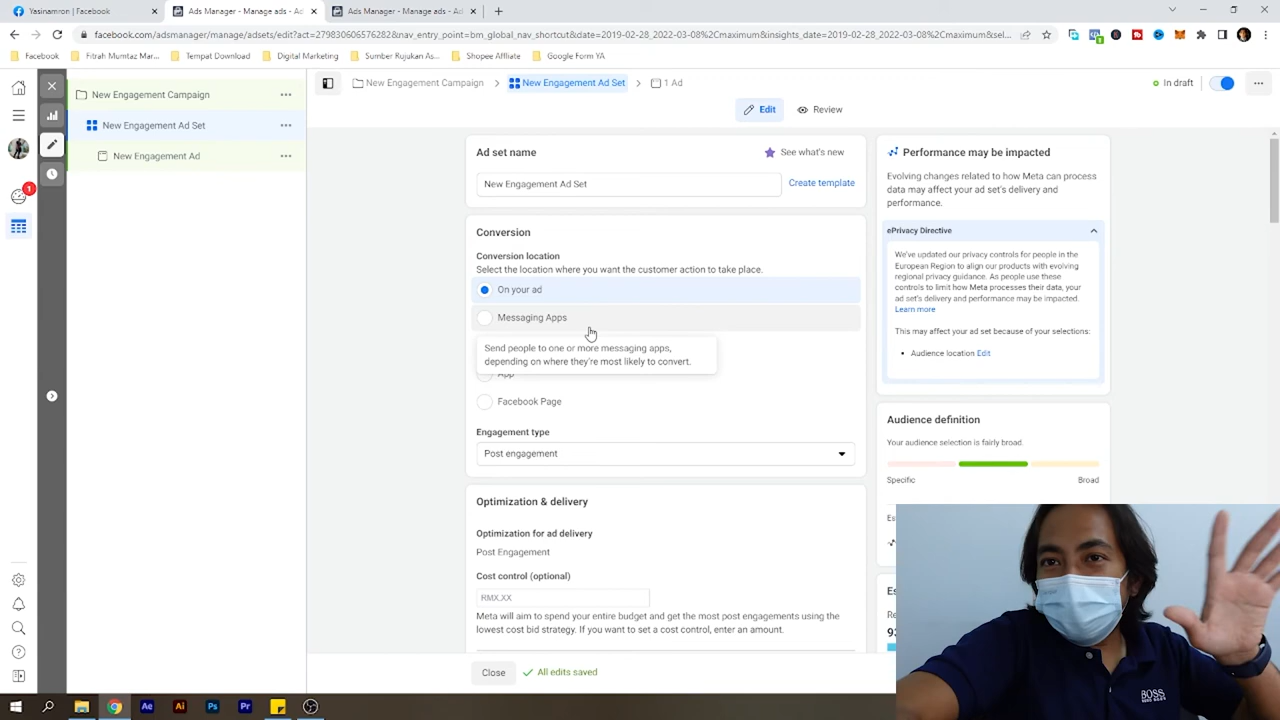 Yasinamron | Facebook
Ads Manager - Manage ads - Ac
Ads Manager - Manage ads - Ac
facebook.com/adsmanager/manage/adsets/edit?act=279830606576282&nav_entry_point=bm_global_nav_shortcut&date=2019-02-28_2022-03-08%2Cmaximum&insights_date=2019-02-28_2022-03-08%2Cmaximum&sel...
Facebook
Fitrah Mumtaz Mar...
Tempat Download
Digital Marketing
Sumber Rujukan As...
Shopee Affliate
Google Form YA
New Engagement Campaign
New Engagement Ad Set
New Engagement Ad
1
New Engagement Campaign
New Engagement Ad Set
1 Ad
In draft
Edit
Review
Ad set name
See what's new
New Engagement Ad Set
Create template
Conversion
Conversion location
Select the location where you want the customer action to take place.
On your ad
Messaging Apps
Send people to one or more messaging apps,
depending on where they're most likely to convert.
App
Facebook Page
Engagement type
Post engagement
Optimization & delivery
Optimization for ad delivery
Post Engagement
Cost control (optional)
RMX.XX
Meta will aim to spend your entire budget and get the most post engagements using the
lowest cost bid strategy. If you want to set a cost control, enter an amount.
Close
All edits saved
Performance may be impacted
Evolving changes related to how Meta can process
data may affect your ad set's delivery and
performance.
ePrivacy Directive
We've updated our privacy controls for people in the
European Region to align our products with evolving
regional privacy guidance. As people use these
controls to limit how Meta processes their data, your
ad set's delivery and performance may be impacted.
Learn more
This may affect your ad set because of your selections:
Audience location Edit
Audience definition
Your audience selection is fairly broad.
Specific
Broad
BOSS